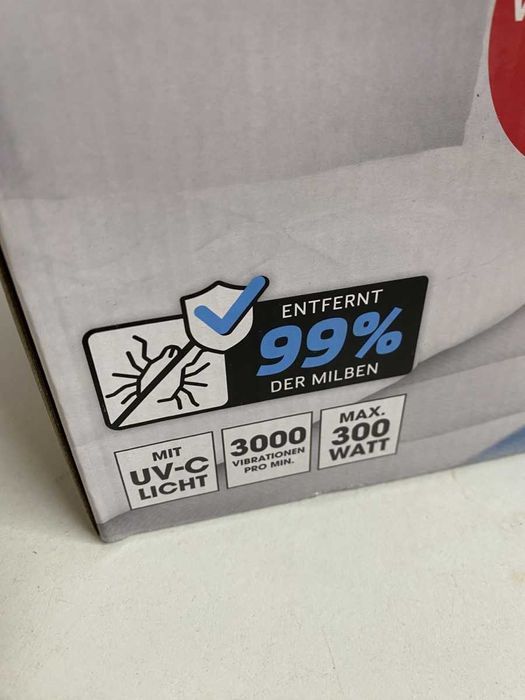 ENTFERNT
99%
DER MILBEN
MIT
UV-C
LICHT
3000
VIBRATIONEN
PRO MIN.
MAX.
300
WATT